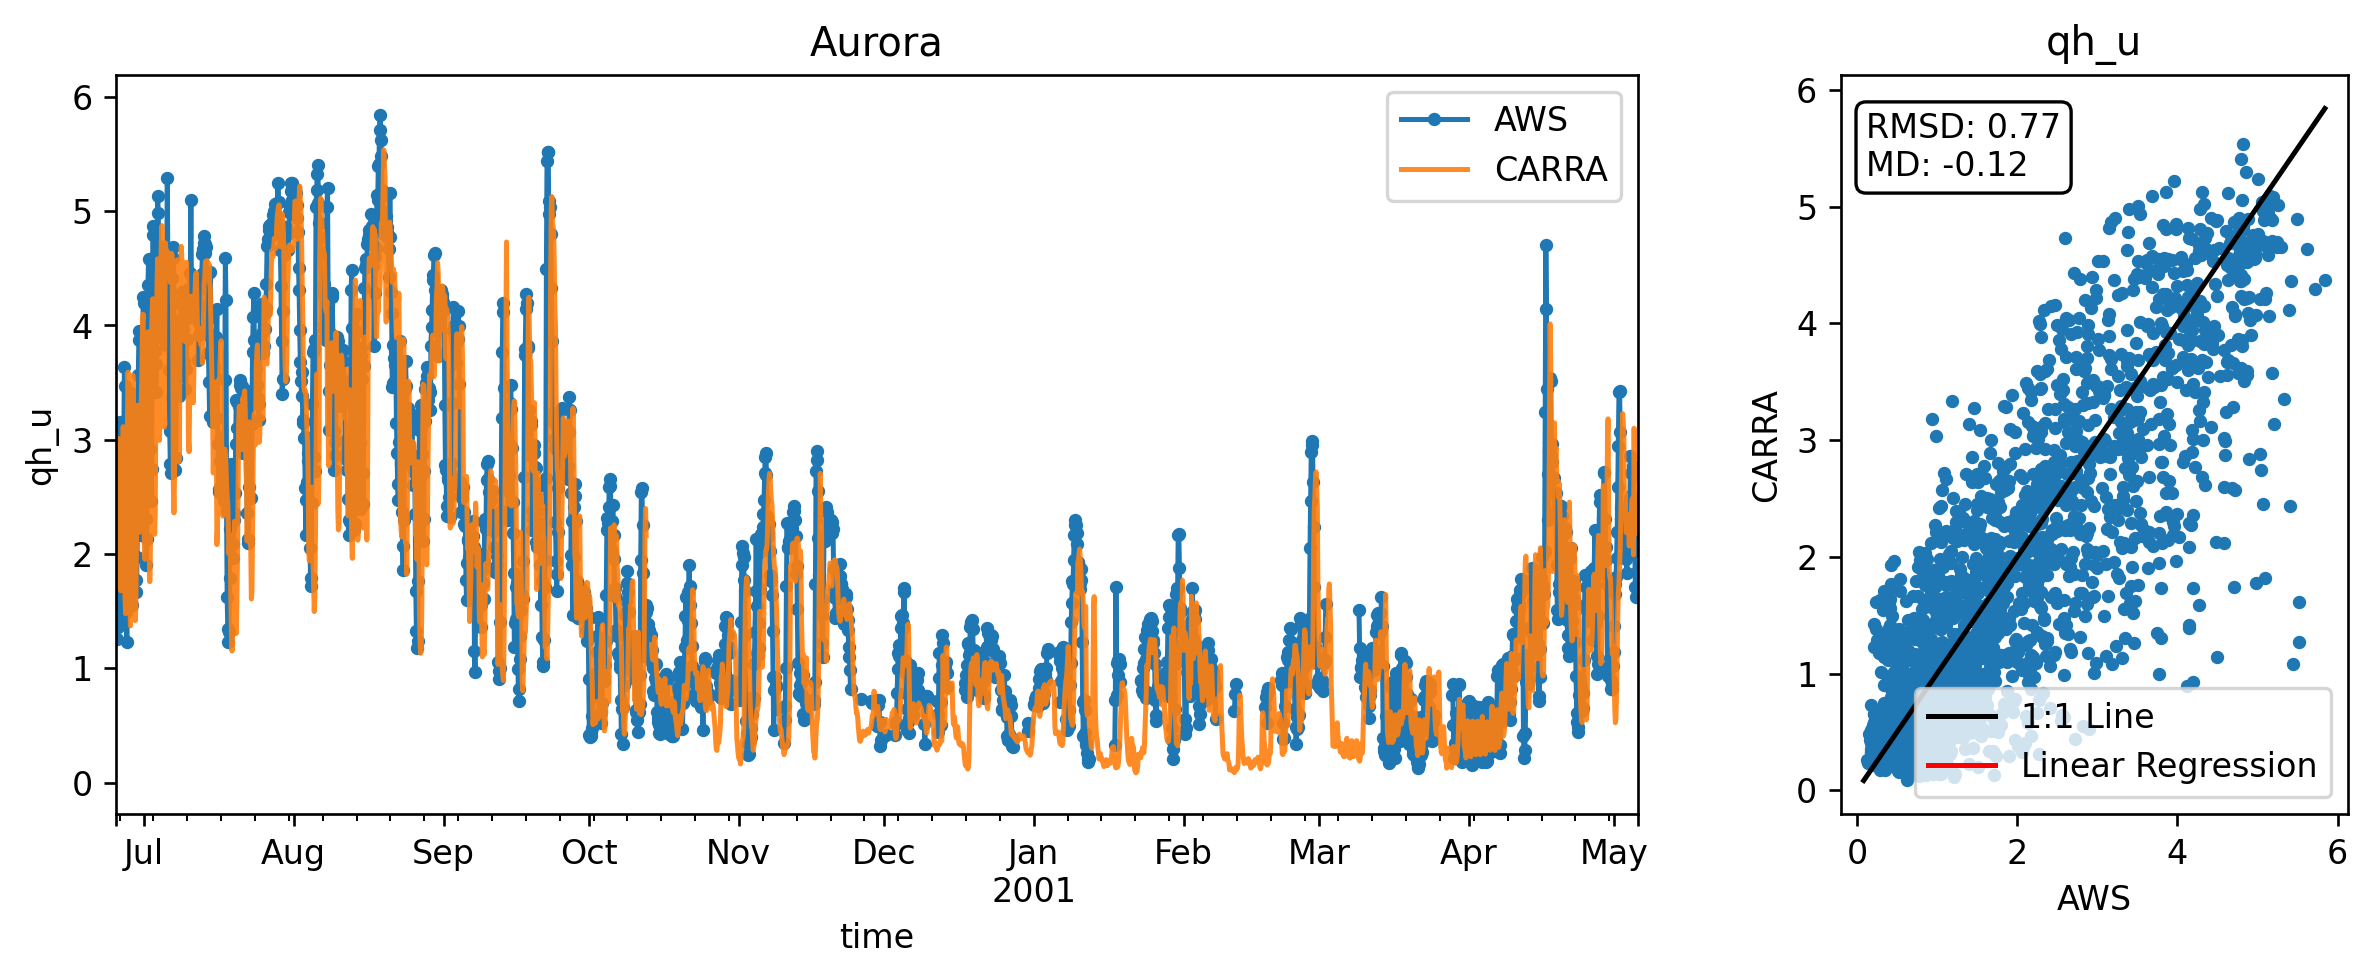 Aurora
qh_u
6
5
4
3
2
1
0
AWS
CARRA
Jul
Aug
Sep
Oct
Nov
Dec
Jan
2001
Feb
Mar
Apr
May
time
qh_u
CARRA
6
5
4
3
2
1
0
RMSD: 0.77
MD: -0.12
1:1 Line
Linear Regression
0
2
4
6
AWS